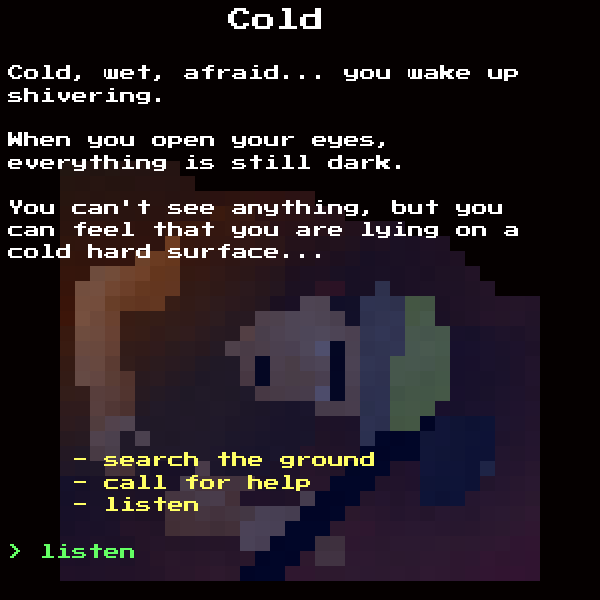 Cold
Cold, wet, afraid... you wake up
shivering.
When you open your eyes,
everything is still dark.
You can't see anything, but you
can feel that you are lying on a
cold hard surface...
- search the ground
- call for help
- listen
> listen